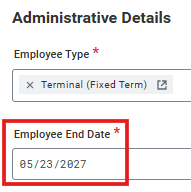 Administrative Details
Employee Type *
× Terminal (Fixed Term)
Employee End Date *
05/23/2027